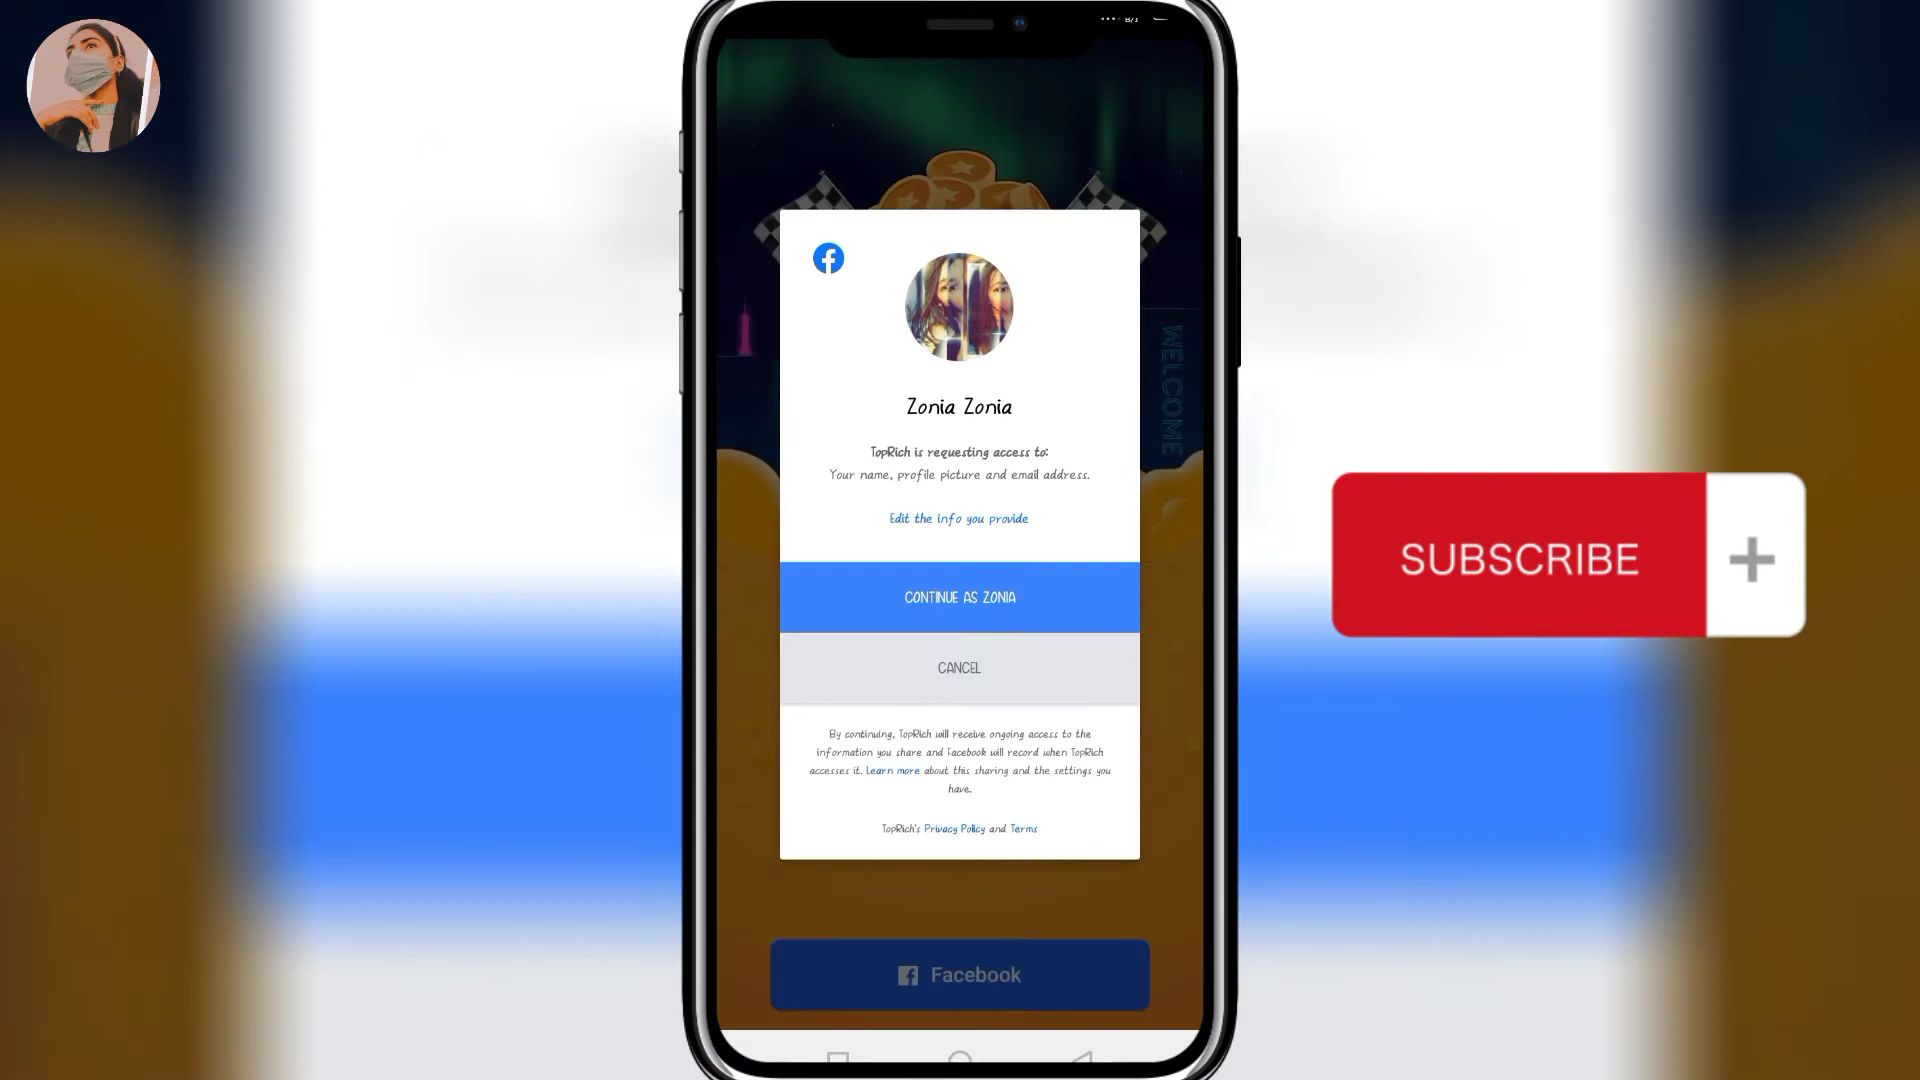 WELCOME
Zonia Zonia
TopRich is requesting access to:
Your name, profile picture and email address.
Edit the info you provide
CONTINUE AS ZONIA
SUBSCRIBE +
CANCEL
By continuing, TopRich will receive ongoing access to the
information you share and Facebook will record when TopRich
accesses it. Learn more about this sharing and the settings you
have.
TopRich's Privacy Policy and Terms
Facebook